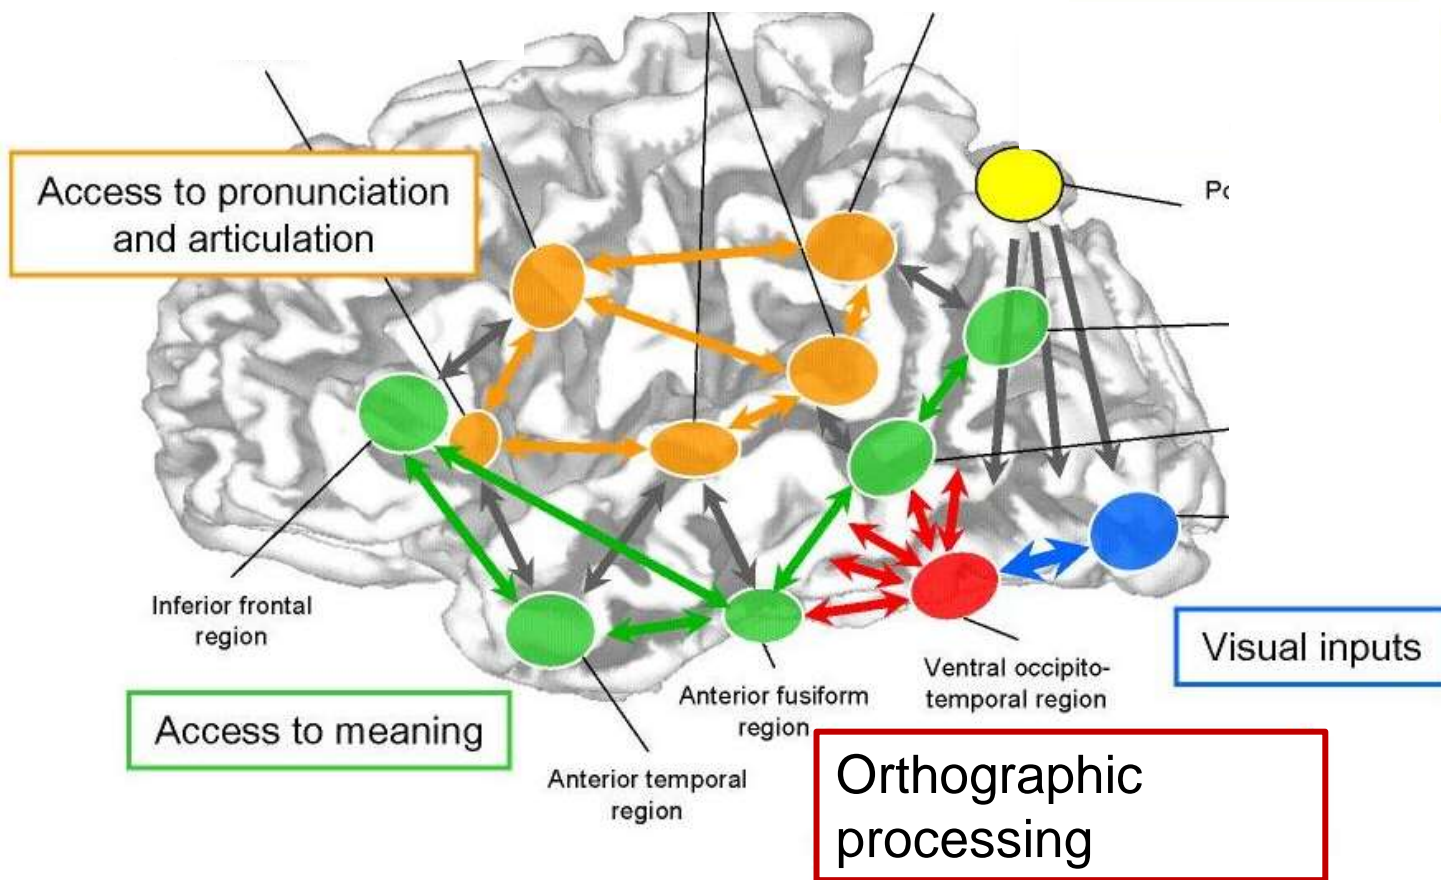 Access to pronunciation
and articulation
Inferior frontal
region
Access to meaning
Anterior temporal
region
Anterior fusiform
region
Ventral occipito-
temporal region
Visual inputs
Orthographic
processing